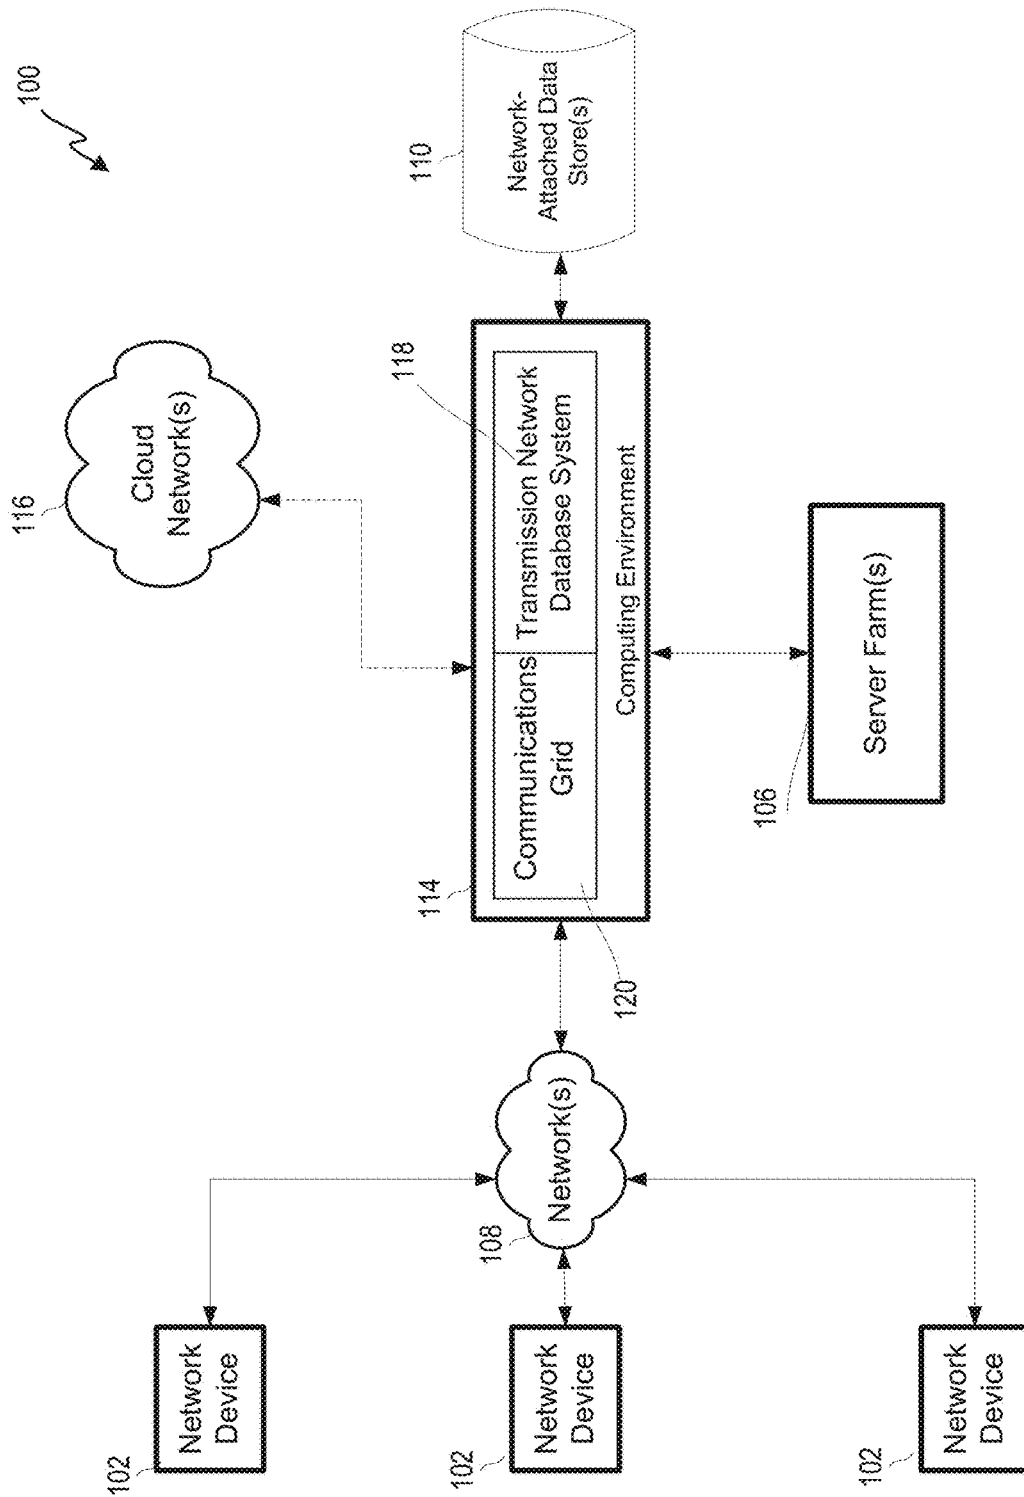 100
116
Cloud
Network(s)
110
Network-
Attached Data
Store(s)
114
118
Communications
Grid
Transmission Network
Database System
Computing Environment
120
106
Server Farm(s)
108
Network(s)
102
Network
Device
102
Network
Device
102
Network
Device